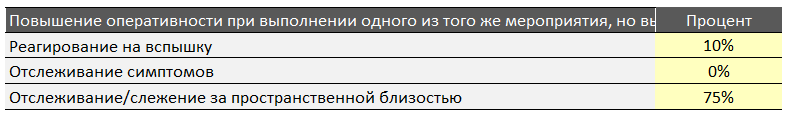 Повышение оперативности при выполнении одного из того же мероприятия, но вы Процент
Реагирование на вспышку 10%
Отслеживание симптомов 0%
Отслеживание/слежение за пространственной близостью 75%